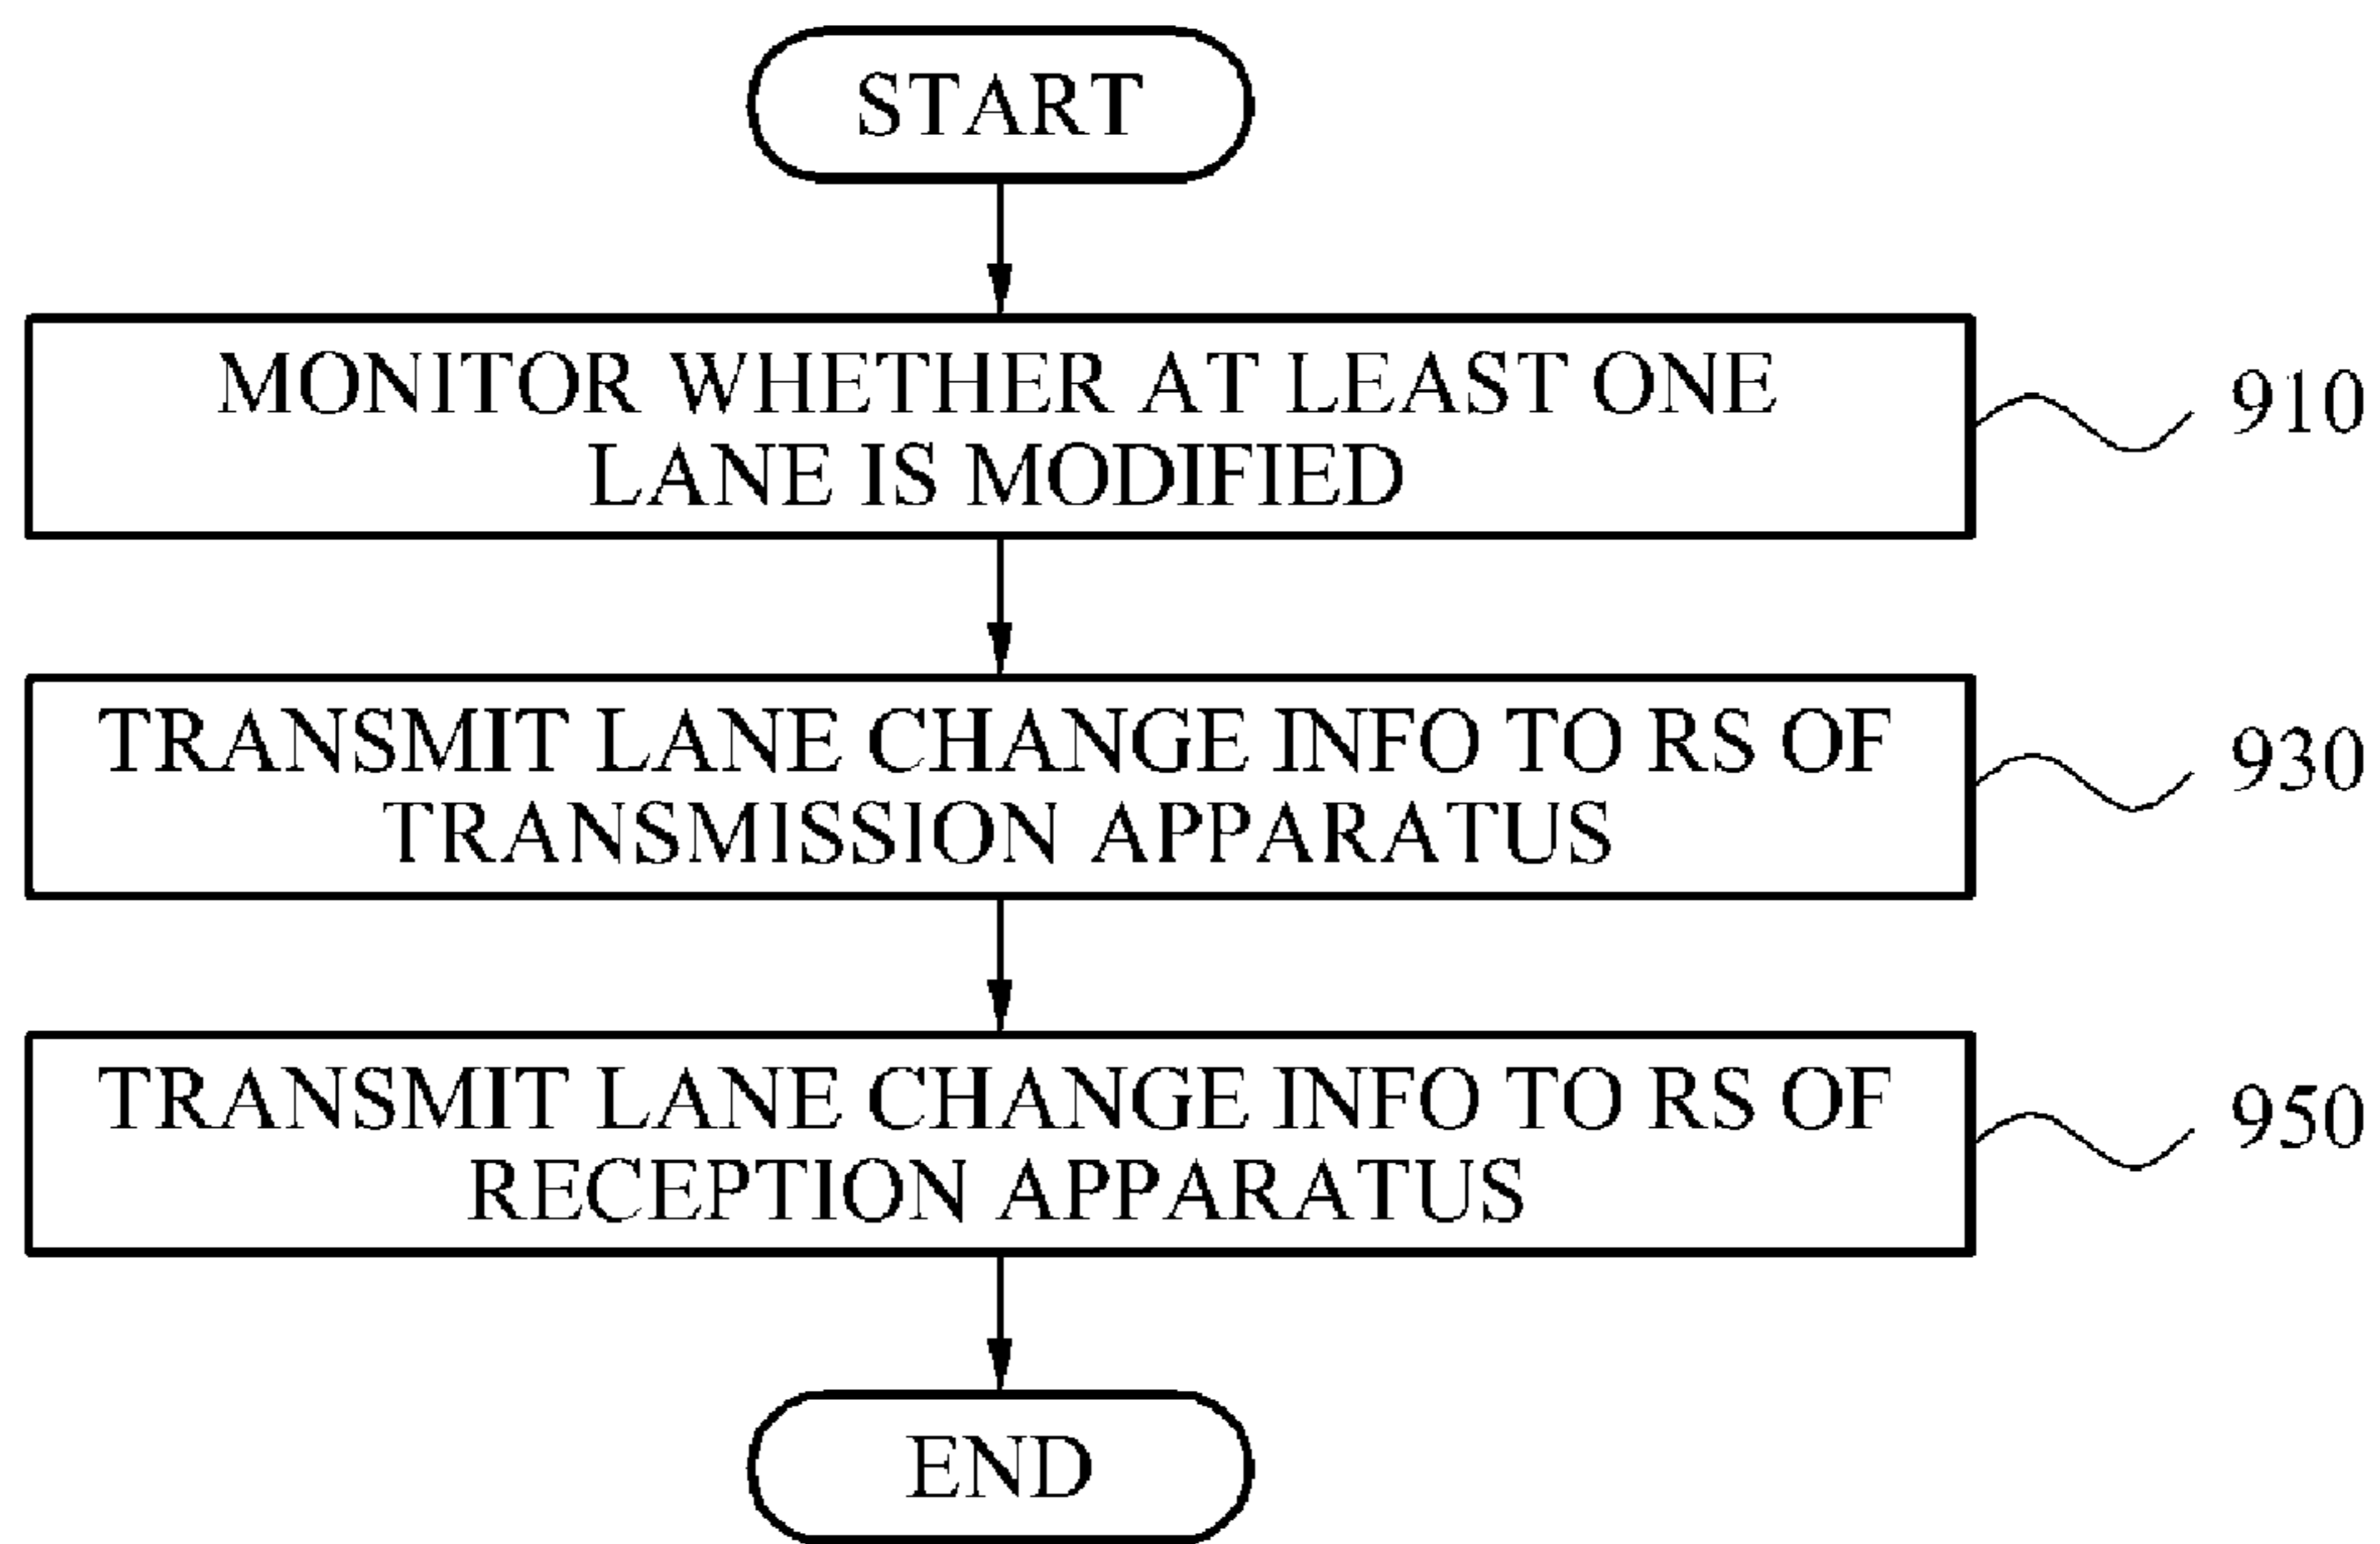 START
MONITOR WHETHER AT LEAST ONE
LANE IS MODIFIED
910
TRANSMIT LANE CHANGE INFO TO RS OF
TRANSMISSION APPARATUS
930
TRANSMIT LANE CHANGE INFO TO RS OF
RECEPTION APPARATUS
950
END